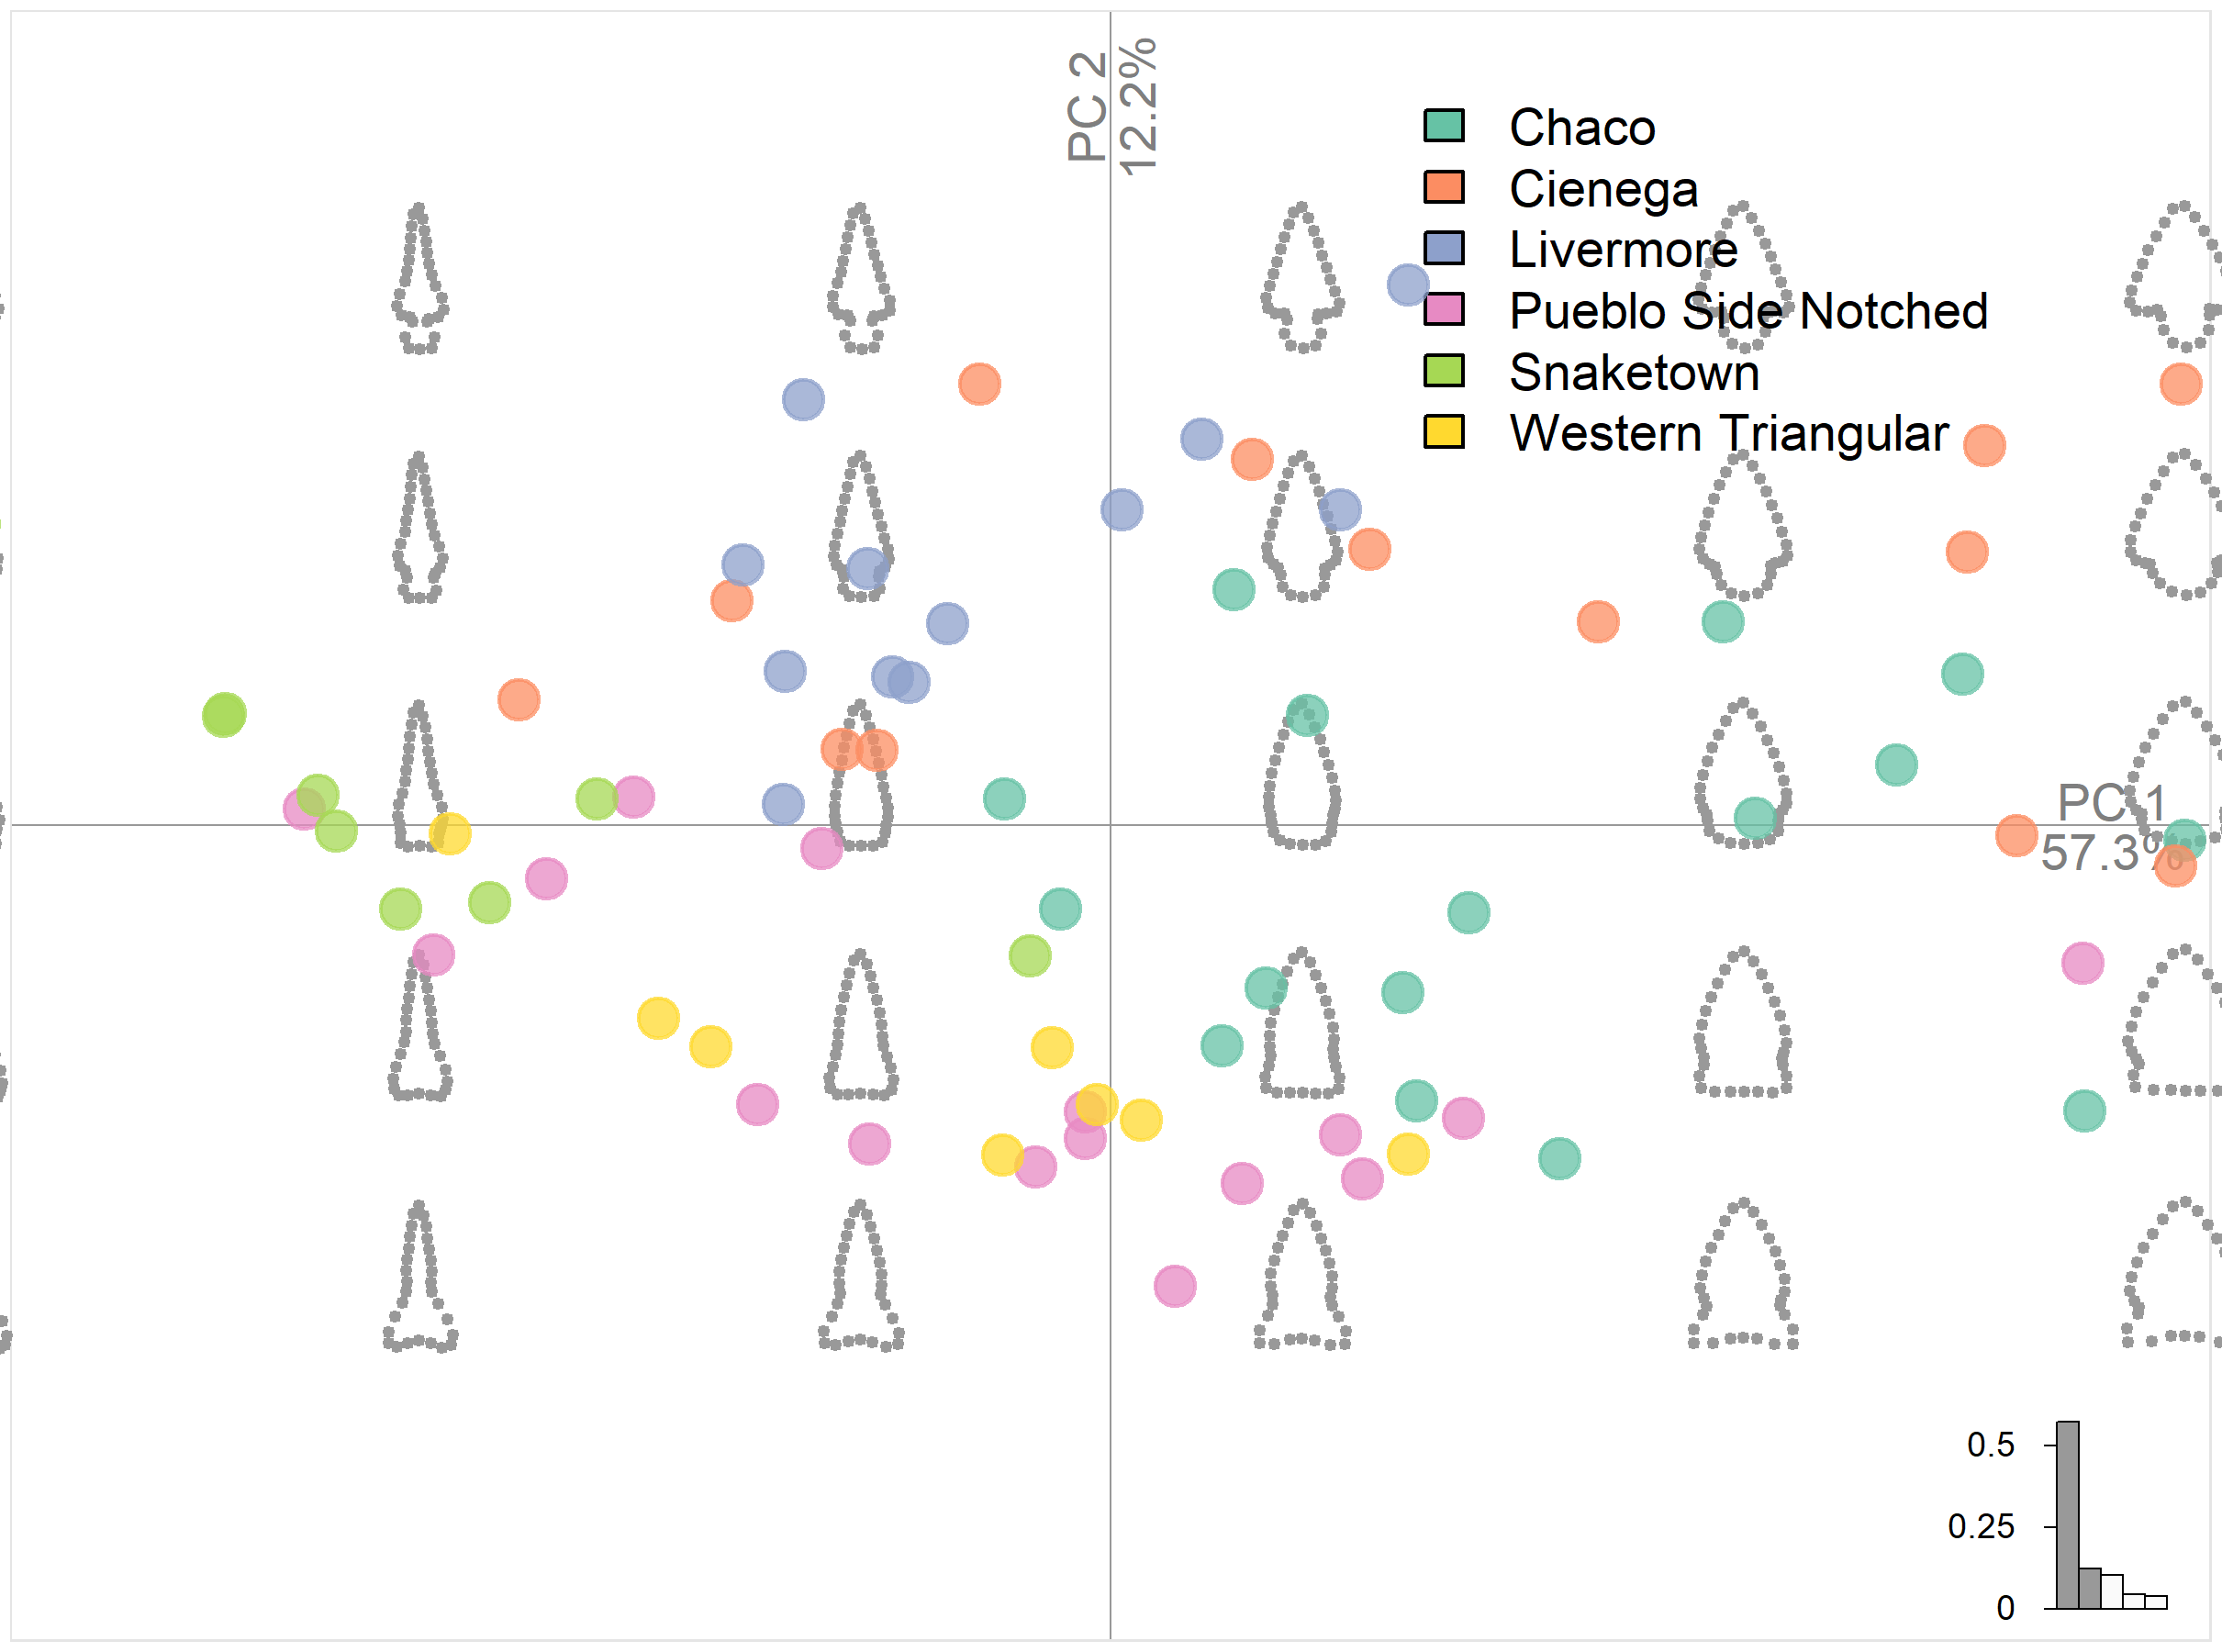 PC 2
12.2%
Chaco
Cienega
Livermore
Pueblo Side Notched
Snaketown
Western Triangular
PC 1
57.3%
0.5
0.25
0